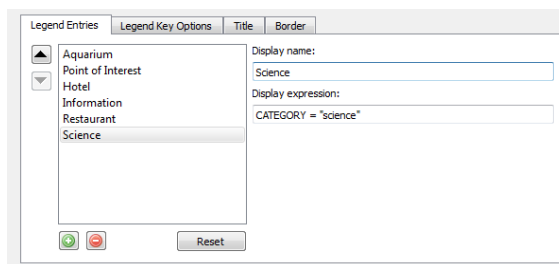 Legend Entries Legend Key Options Title Border
Aquarium
Point of Interest
Hotel
Information
Restaurant
Science
Display name:
Science
Display expression:
CATEGORY = "science"
Reset